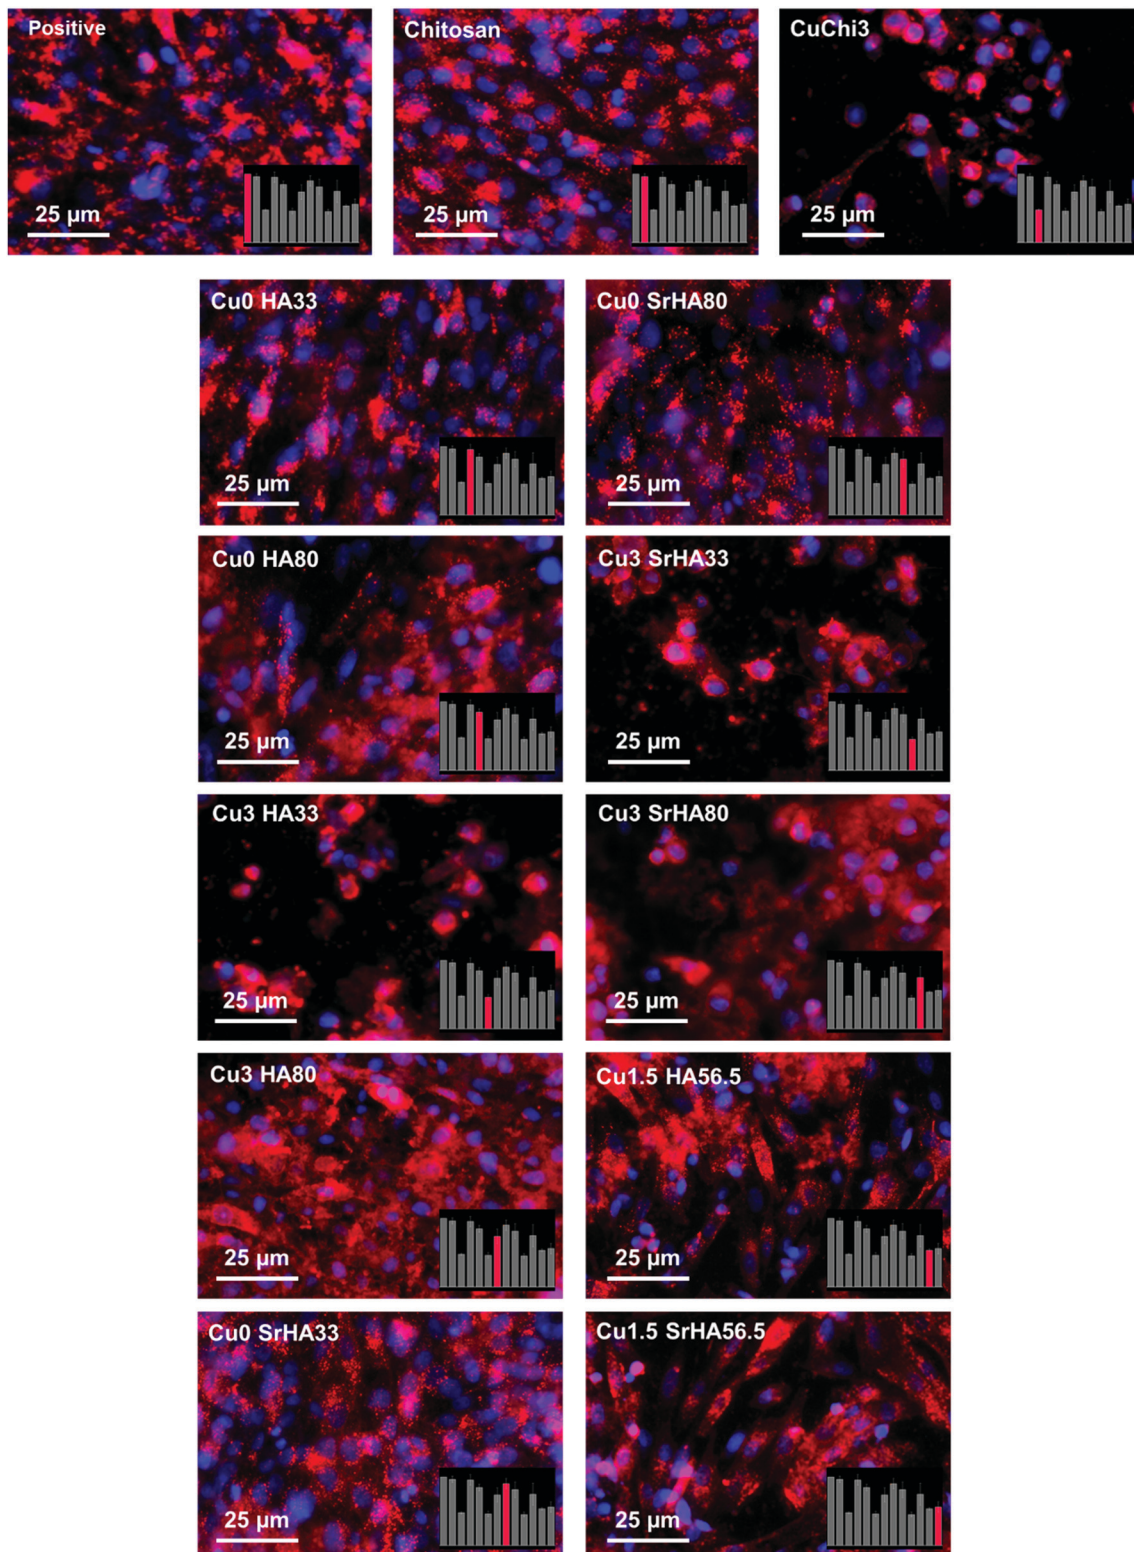 Positive
25 µm
Chitosan
25 µm
CuChi3
25 µm
Cu0 HA33
25 µm
Cu0 SrHA80
25 µm
Cu0 HA80
25 µm
Cu3 SrHA33
25 µm
Cu3 HA33
25 µm
Cu3 SrHA80
25 µm
Cu3 HA80
25 µm
Cu1.5 HA56.5
25 µm
Cu0 SrHA33
25 µm
Cu1.5 SrHA56.5
25 µm